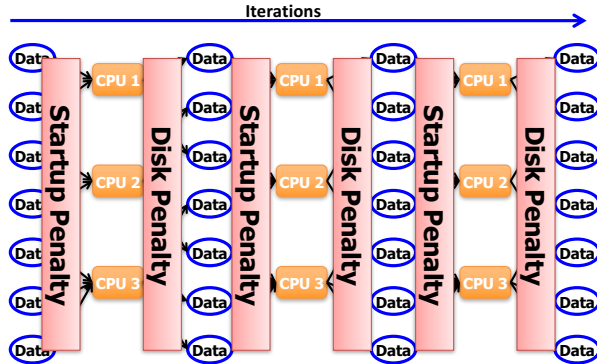 Iterations
Data
Data
Data
Data
Data
Data
Data
Startup Penalty
CPU 1
CPU 2
CPU 3
Disk Penalty
Data
Data
Data
Data
Data
Data
Data
Startup Penalty
CPU 1
CPU 2
CPU 3
Disk Penalty
Data
Data
Data
Data
Data
Data
Data
Startup Penalty
CPU 1
CPU 2
CPU 3
Disk Penalty
Data
Data
Data
Data
Data
Data
Data